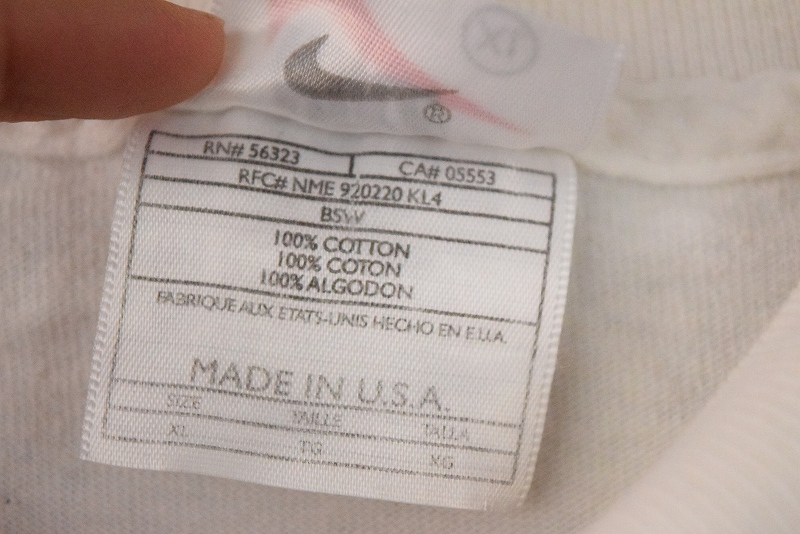 XL
®
RN# 56323 CA# 05553
RFC# NME 920220 KL4
BSW
100% COTTON
100% COTON
100% ALGODON
FABRIQUE AUX ETATS-UNIS HECHO EN E.U.A.
MADE IN U.S.A.
SIZE TAILLE TALLA
XL TG XG